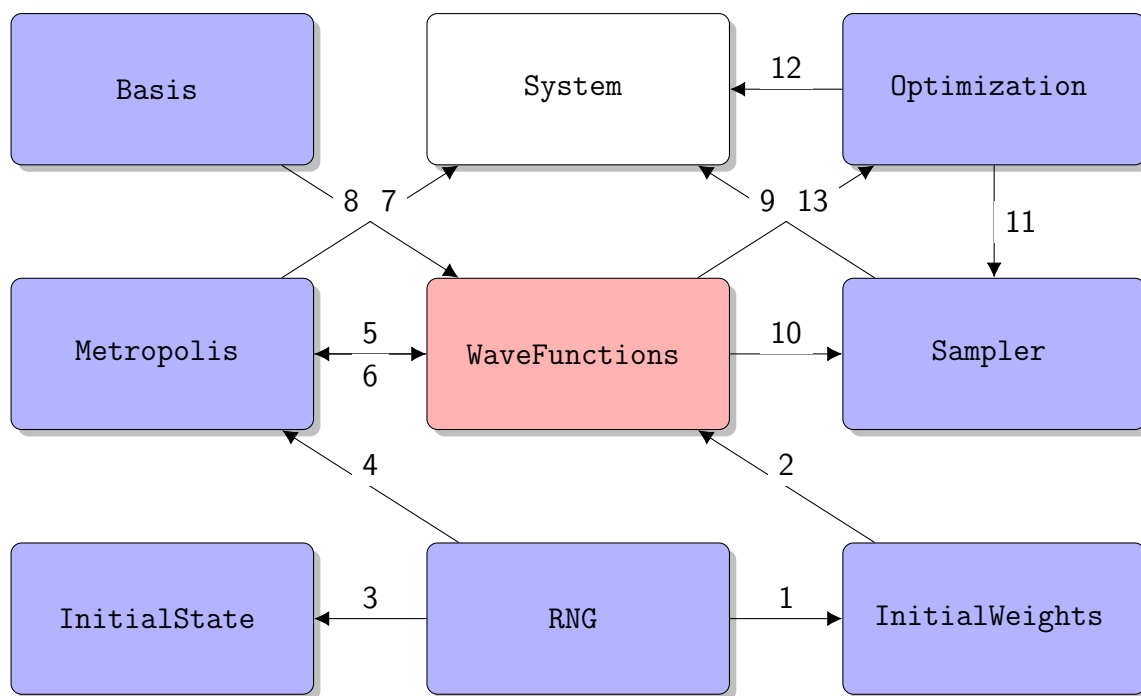 Basis
System
12
Optimization
8
7
9
13
11
Metropolis
5
6
WaveFunctions
10
Sampler
4
2
InitialState
3
RNG
1
InitialWeights